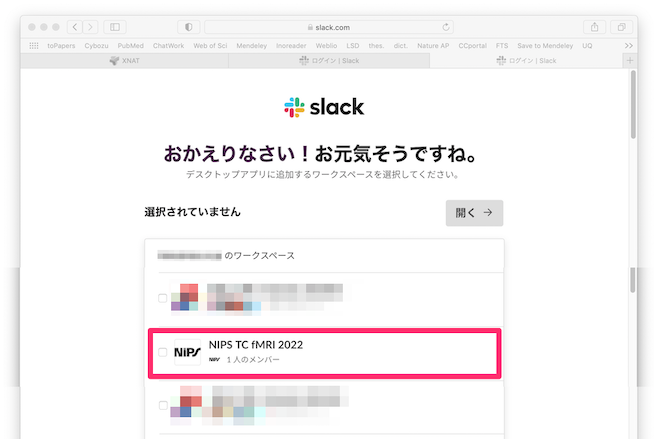 slack.com
toPapers Cybozu PubMed ChatWork Web of Sci Mendeley Inoreader Weblio LSD thes. dict. Nature AP CCportal FTS Save to Mendeley UQ
XNAT ログイン | Slack ログイン | Slack
slack
おかえりなさい！お元気そうですね。
デスクトップアプリに追加するワークスペースを選択してください。
選択されていません 開く →
のワークスペース
NiPS NIPS TC fMRI 2022
NiPS 1 人のメンバー